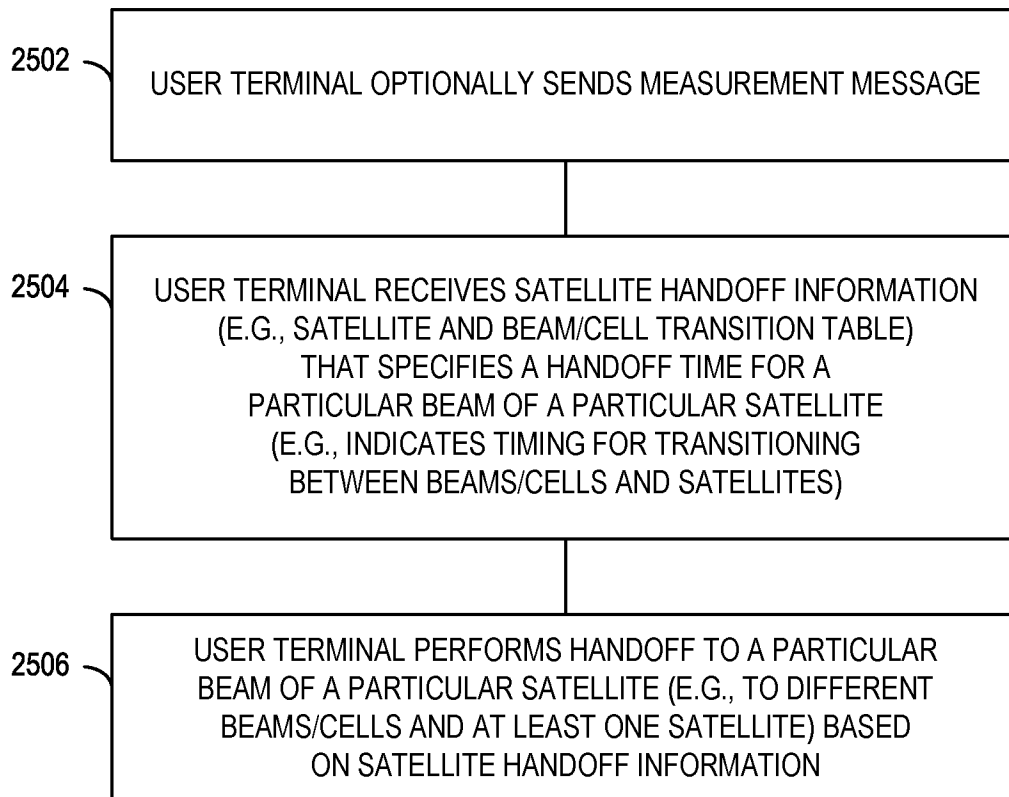 2502
USER TERMINAL OPTIONALLY SENDS MEASUREMENT MESSAGE
2504
USER TERMINAL RECEIVES SATELLITE HANDOFF INFORMATION
(E.G., SATELLITE AND BEAM/CELL TRANSITION TABLE)
THAT SPECIFIES A HANDOFF TIME FOR A
PARTICULAR BEAM OF A PARTICULAR SATELLITE
(E.G., INDICATES TIMING FOR TRANSITIONING
BETWEEN BEAMS/CELLS AND SATELLITES)
2506
USER TERMINAL PERFORMS HANDOFF TO A PARTICULAR
BEAM OF A PARTICULAR SATELLITE (E.G., TO DIFFERENT
BEAMS/CELLS AND AT LEAST ONE SATELLITE) BASED
ON SATELLITE HANDOFF INFORMATION